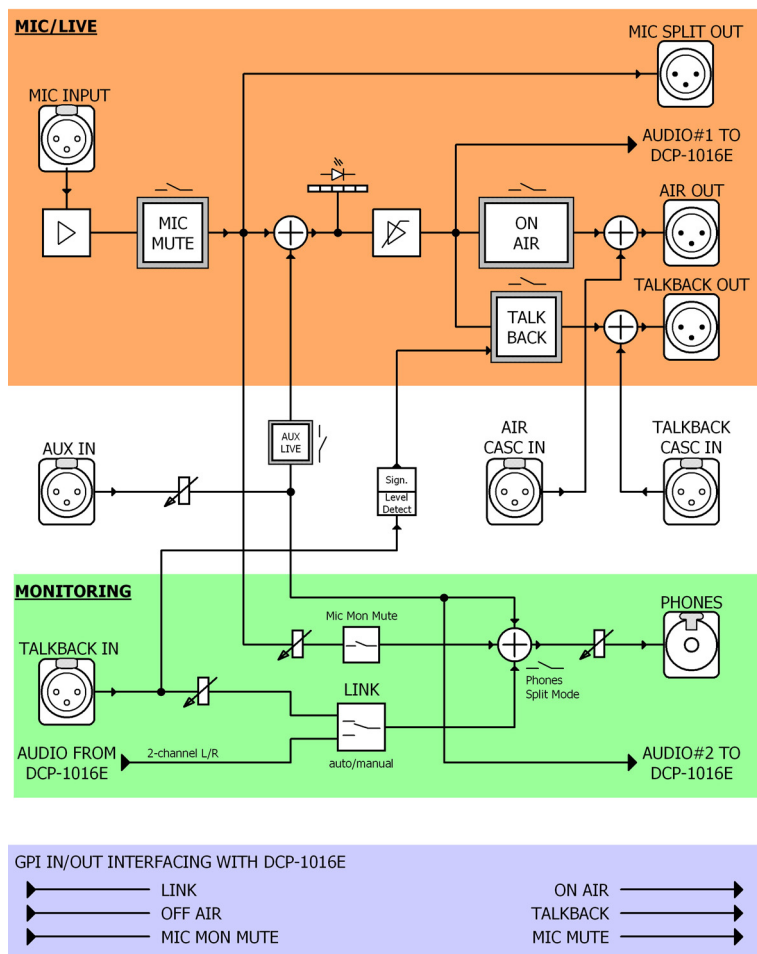 MIC/LIVE
MIC SPLIT OUT
MIC INPUT
AUDIO#1 TO
DCP-1016E
AIR OUT
MIC
MUTE
ON
AIR
TALKBACK OUT
TALK
BACK
AUX
LIVE
AUX IN
AIR
CASC IN
TALKBACK
CASC IN
Sign.
Level
Detect
MONITORING
PHONES
Mic Mon Mute
TALKBACK IN
Phones
Split Mode
LINK
AUDIO FROM
DCP-1016E
2-channel L/R
auto/manual
AUDIO#2 TO
DCP-1016E
GPI IN/OUT INTERFACING WITH DCP-1016E
LINK
ON AIR
OFF AIR
TALKBACK
MIC MON MUTE
MIC MUTE